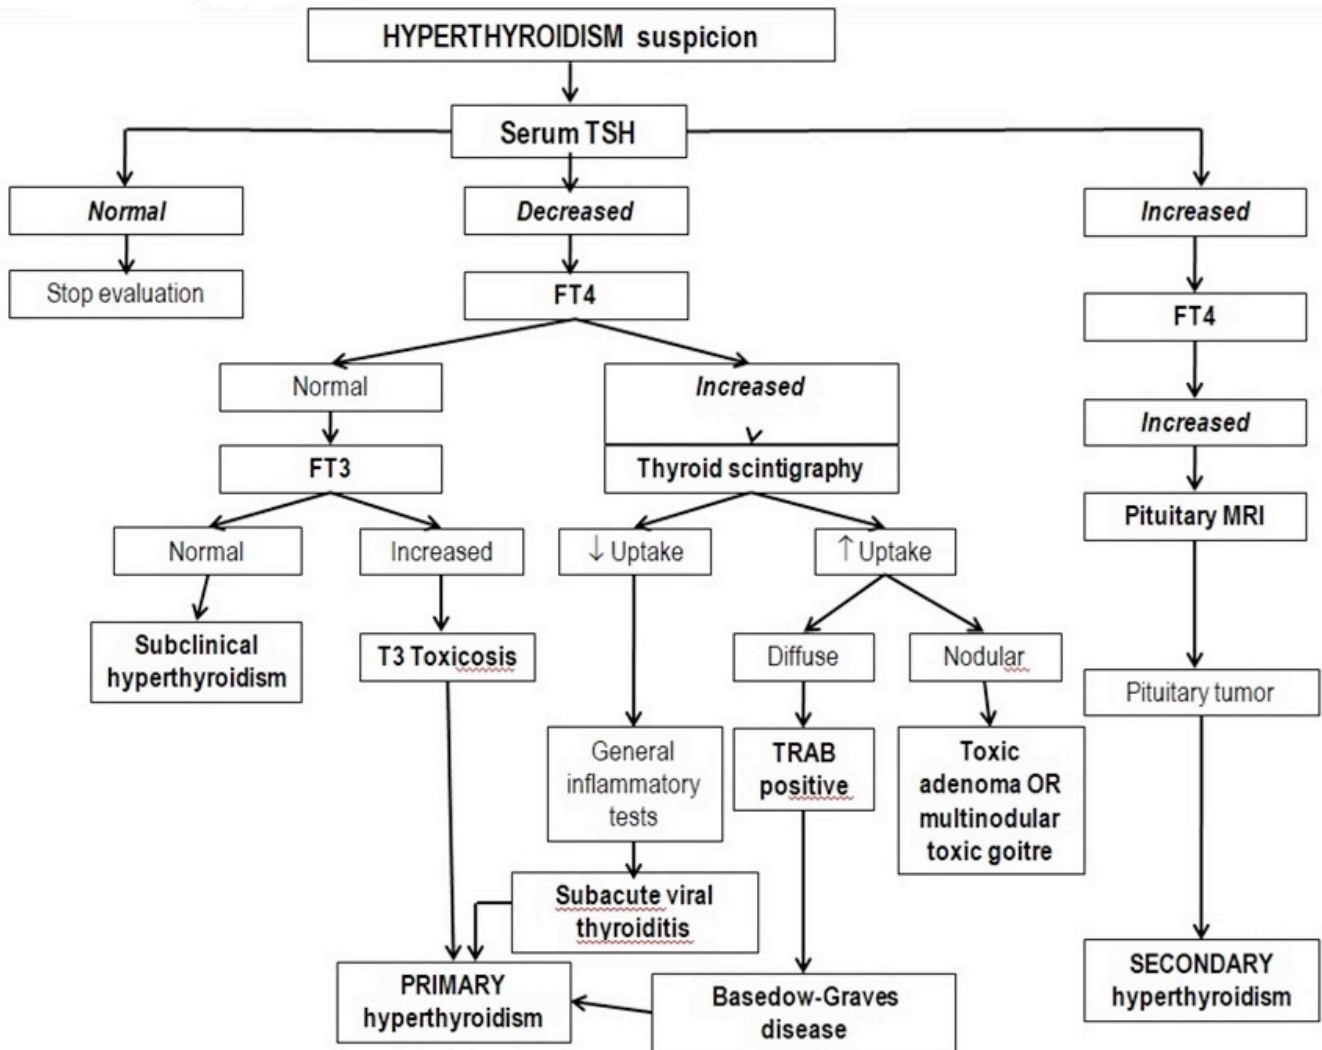 HYPERTHYROIDISM suspicion
Serum TSH
Normal
Decreased
Increased
Stop evaluation
FT4
FT4
Normal
Increased
Increased
FT3
Thyroid scintigraphy
Pituitary MRI
Normal
Increased
↓ Uptake
↑ Uptake
Subclinical
hyperthyroidism
T3 Toxicosis
Diffuse
Nodular
Pituitary tumor
General
inflammatory
tests
TRAB
positive
Toxic
adenoma OR
multinodular
toxic goitre
Subacute viral
thyroiditis
PRIMARY
hyperthyroidism
Basedow-Graves
disease
SECONDARY
hyperthyroidism